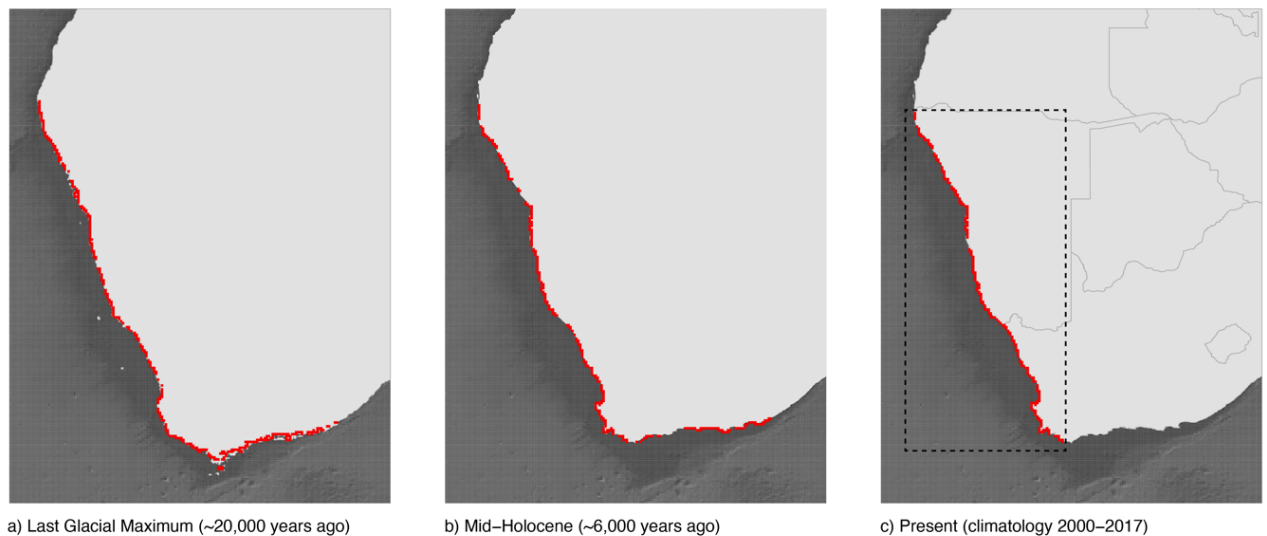 a) Last Glacial Maximum (~20,000 years ago)
b) Mid−Holocene (~6,000 years ago)
c) Present (climatology 2000−2017)